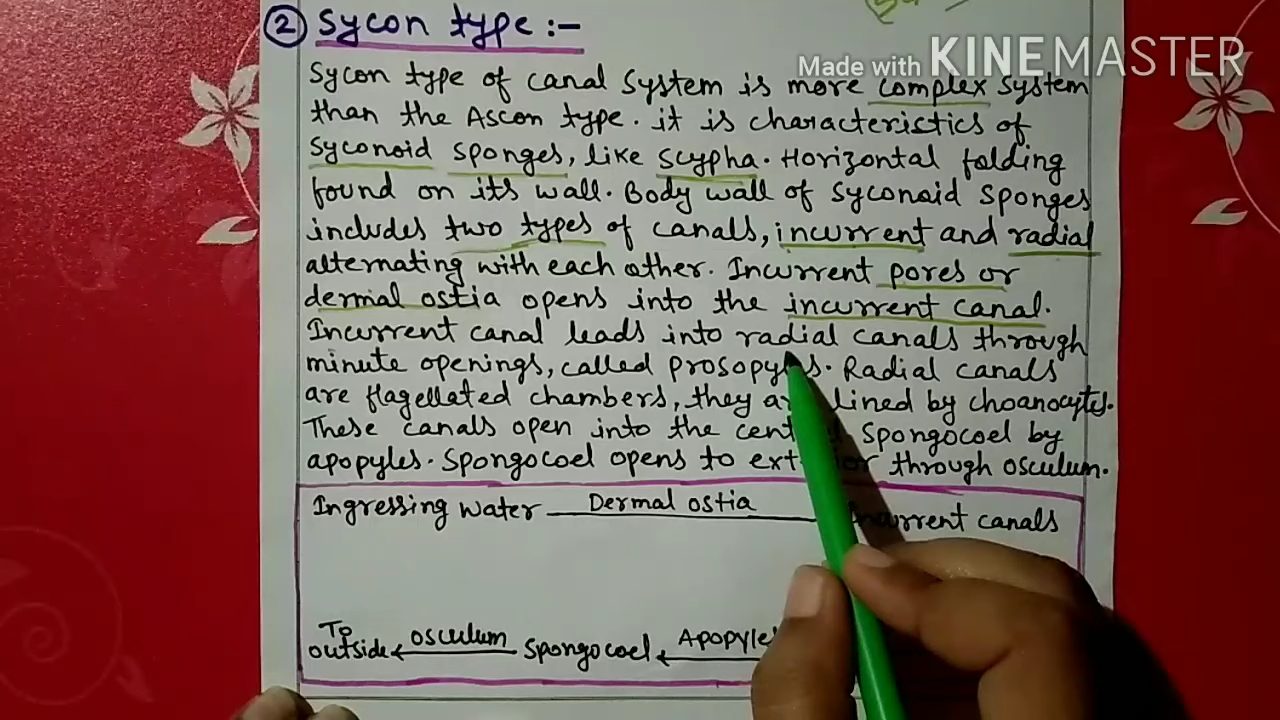 Made with KINEMASTER
② Sycon type :-
Sycon type of canal system is more complex system
than the Ascon type. it is characteristics of
Syconoid sponges, like scypha. Horizontal folding
found on its wall. Body wall of Syconoid Sponges
includes two types of canals, incurrent and radial
alternating with each other. Incurrent pores or
dermal ostia opens into the incurrent canal.
Incurrent canal leads into radial canals through
minute openings, called prosopyles. Radial canals
are flagellated chambers, they lined by choanocytes.
These canals open into the Spongocoel by
apopyles. Spongocoel opens to through osculum.
Ingressing water Dermal ostia canals
To outside ← osculum Spongocoel ←